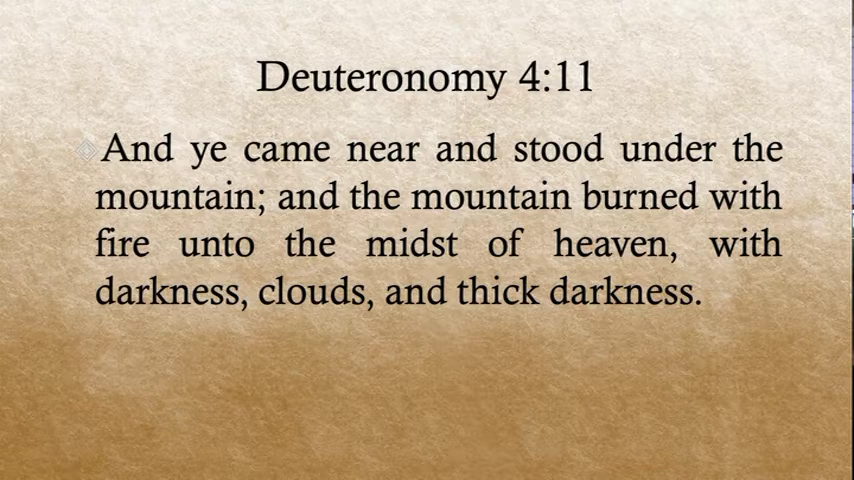 Deuteronomy 4:11
And ye came near and stood under the
mountain; and the mountain burned with
fire unto the midst of heaven, with
darkness, clouds, and thick darkness.